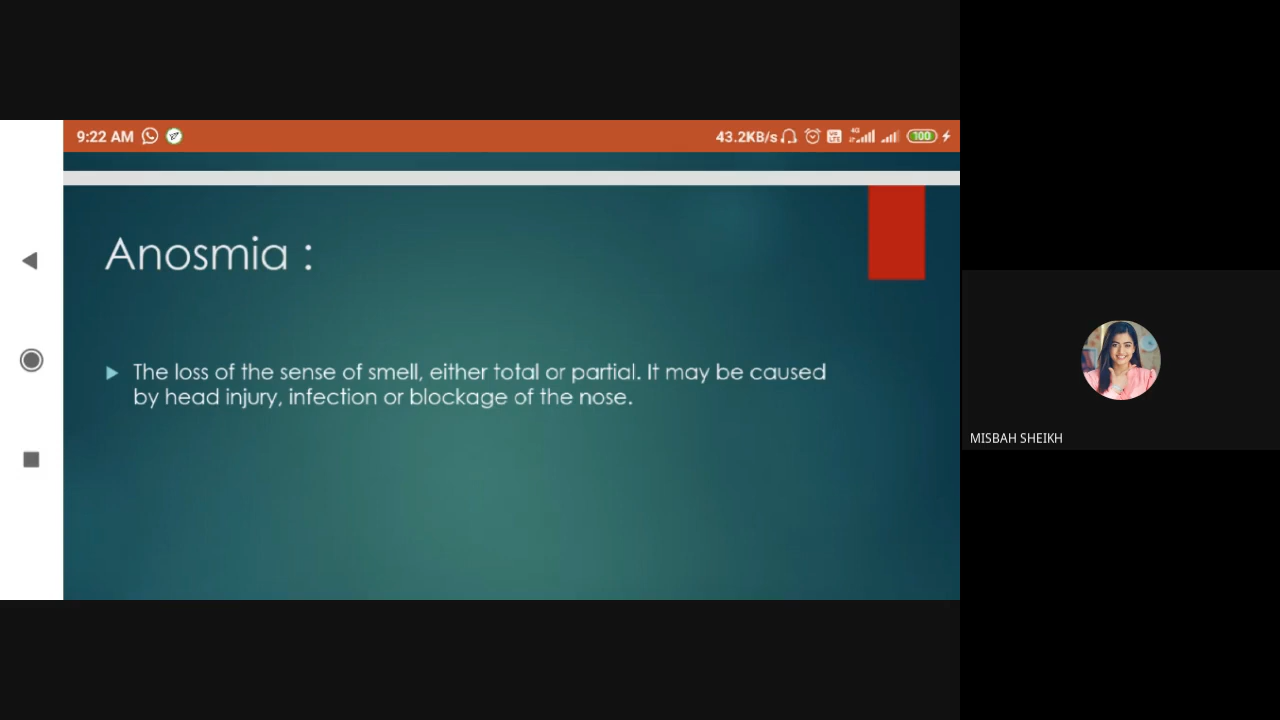 9:22 AM
43.2KB/s
4G
100
Anosmia :
The loss of the sense of smell, either total or partial. It may be caused
by head injury, infection or blockage of the nose.
MISBAH SHEIKH